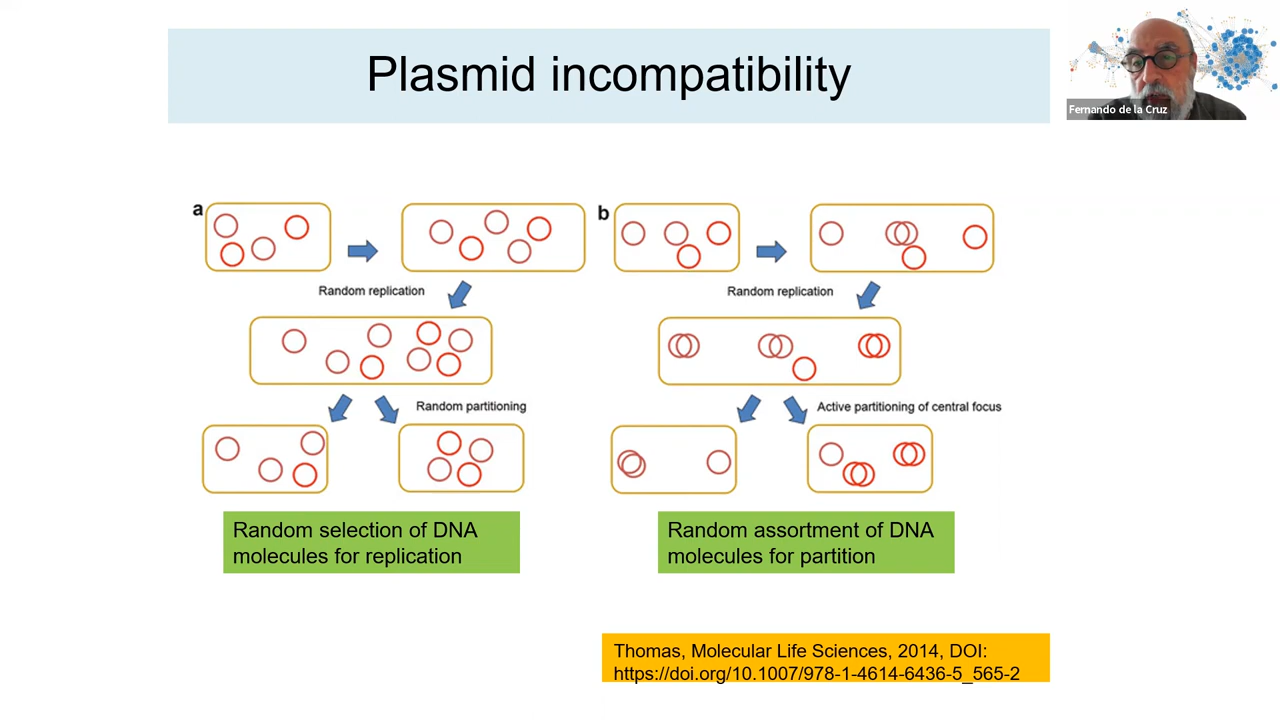 Plasmid incompatibility
Fernando de la Cruz
a
Random replication
Random partitioning
Random selection of DNA
molecules for replication
b
Random replication
Active partitioning of central focus
Random assortment of DNA
molecules for partition
Thomas, Molecular Life Sciences, 2014, DOI:
https://doi.org/10.1007/978-1-4614-6436-5_565-2